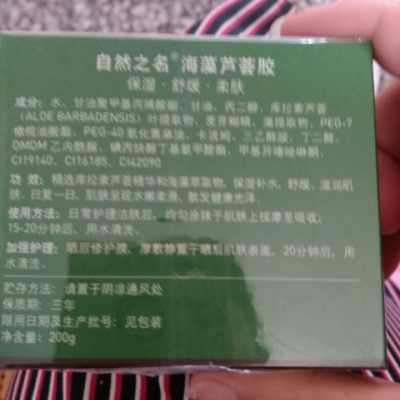 自然之名®海藻芦荟胶
保湿·舒缓·柔肤
成分：水、甘油聚甲基丙烯酸酯、甘油、丙二醇、库拉索芦荟
（ALOE BARBADENSIS）叶提取物、麦芽糊精、藻提取物、PEG-7
橄榄油酸酯、PEG-40氢化蓖麻油、卡波姆、三乙醇胺、丁二醇、
DMDM乙内酰脲、碘丙炔醇丁基氨甲酸酯、甲基异噻唑啉酮、
CI19140、CI16185、CI42090
功 效：精选库拉索芦荟精华和海藻萃取物，保湿补水、舒缓、滋润肌
肤。日复一日，肌肤呈现水嫩柔滑，散发健康光泽。
使用方法：日常护理洁肤后，均匀涂抹于肌肤上按摩至吸收；
15-20分钟后，用水清洗。
加强护理：晒后修护膜，厚敷静置于晒后肌肤表面，20分钟后，用
水清洗。
贮存方法：请置于阴凉通风处
保质期：三年
限用日期及生产批号：见包装
净含量：200g